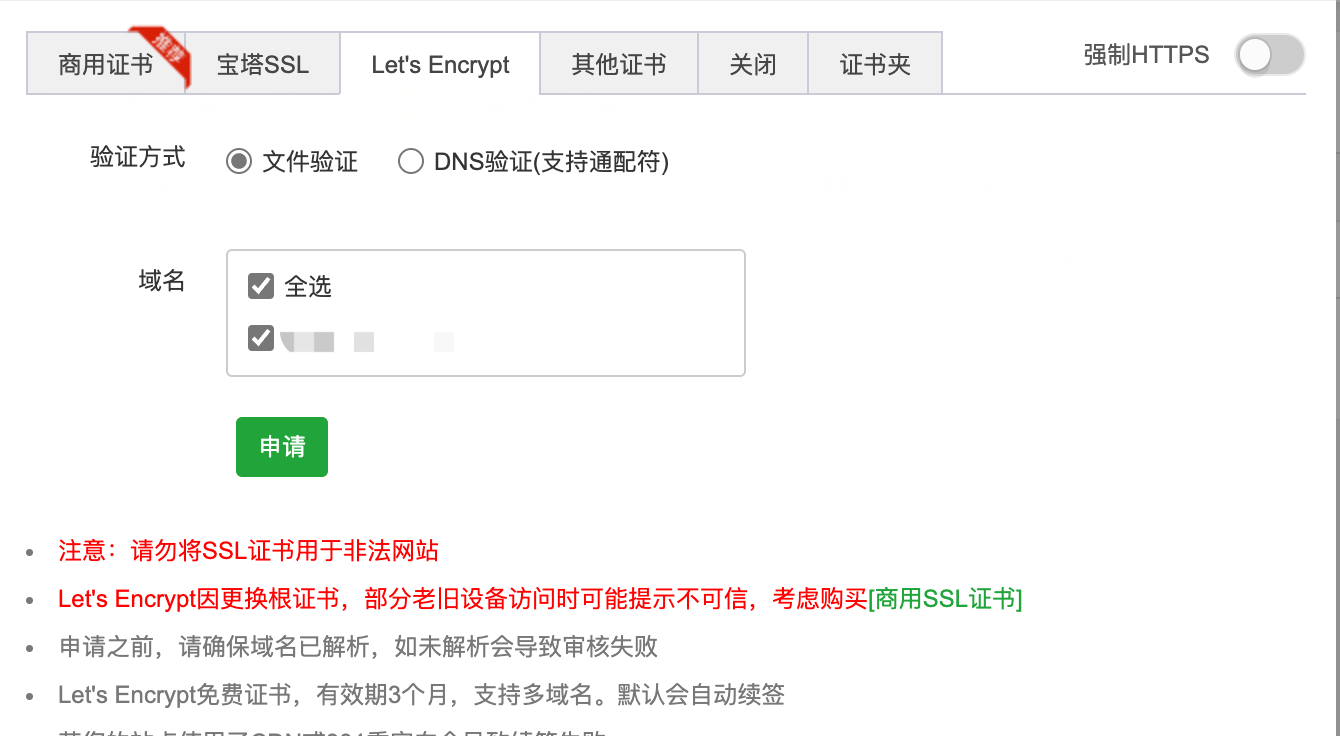 商用证书
推荐
宝塔SSL
Let's Encrypt
其他证书
关闭
证书夹
强制HTTPS
验证方式
文件验证
DNS验证(支持通配符)
域名
全选
申请
注意：请勿将SSL证书用于非法网站
Let's Encrypt因更换根证书，部分老旧设备访问时可能提示不可信，考虑购买[商用SSL证书]
申请之前，请确保域名已解析，如未解析会导致审核失败
Let's Encrypt免费证书，有效期3个月，支持多域名。默认会自动续签